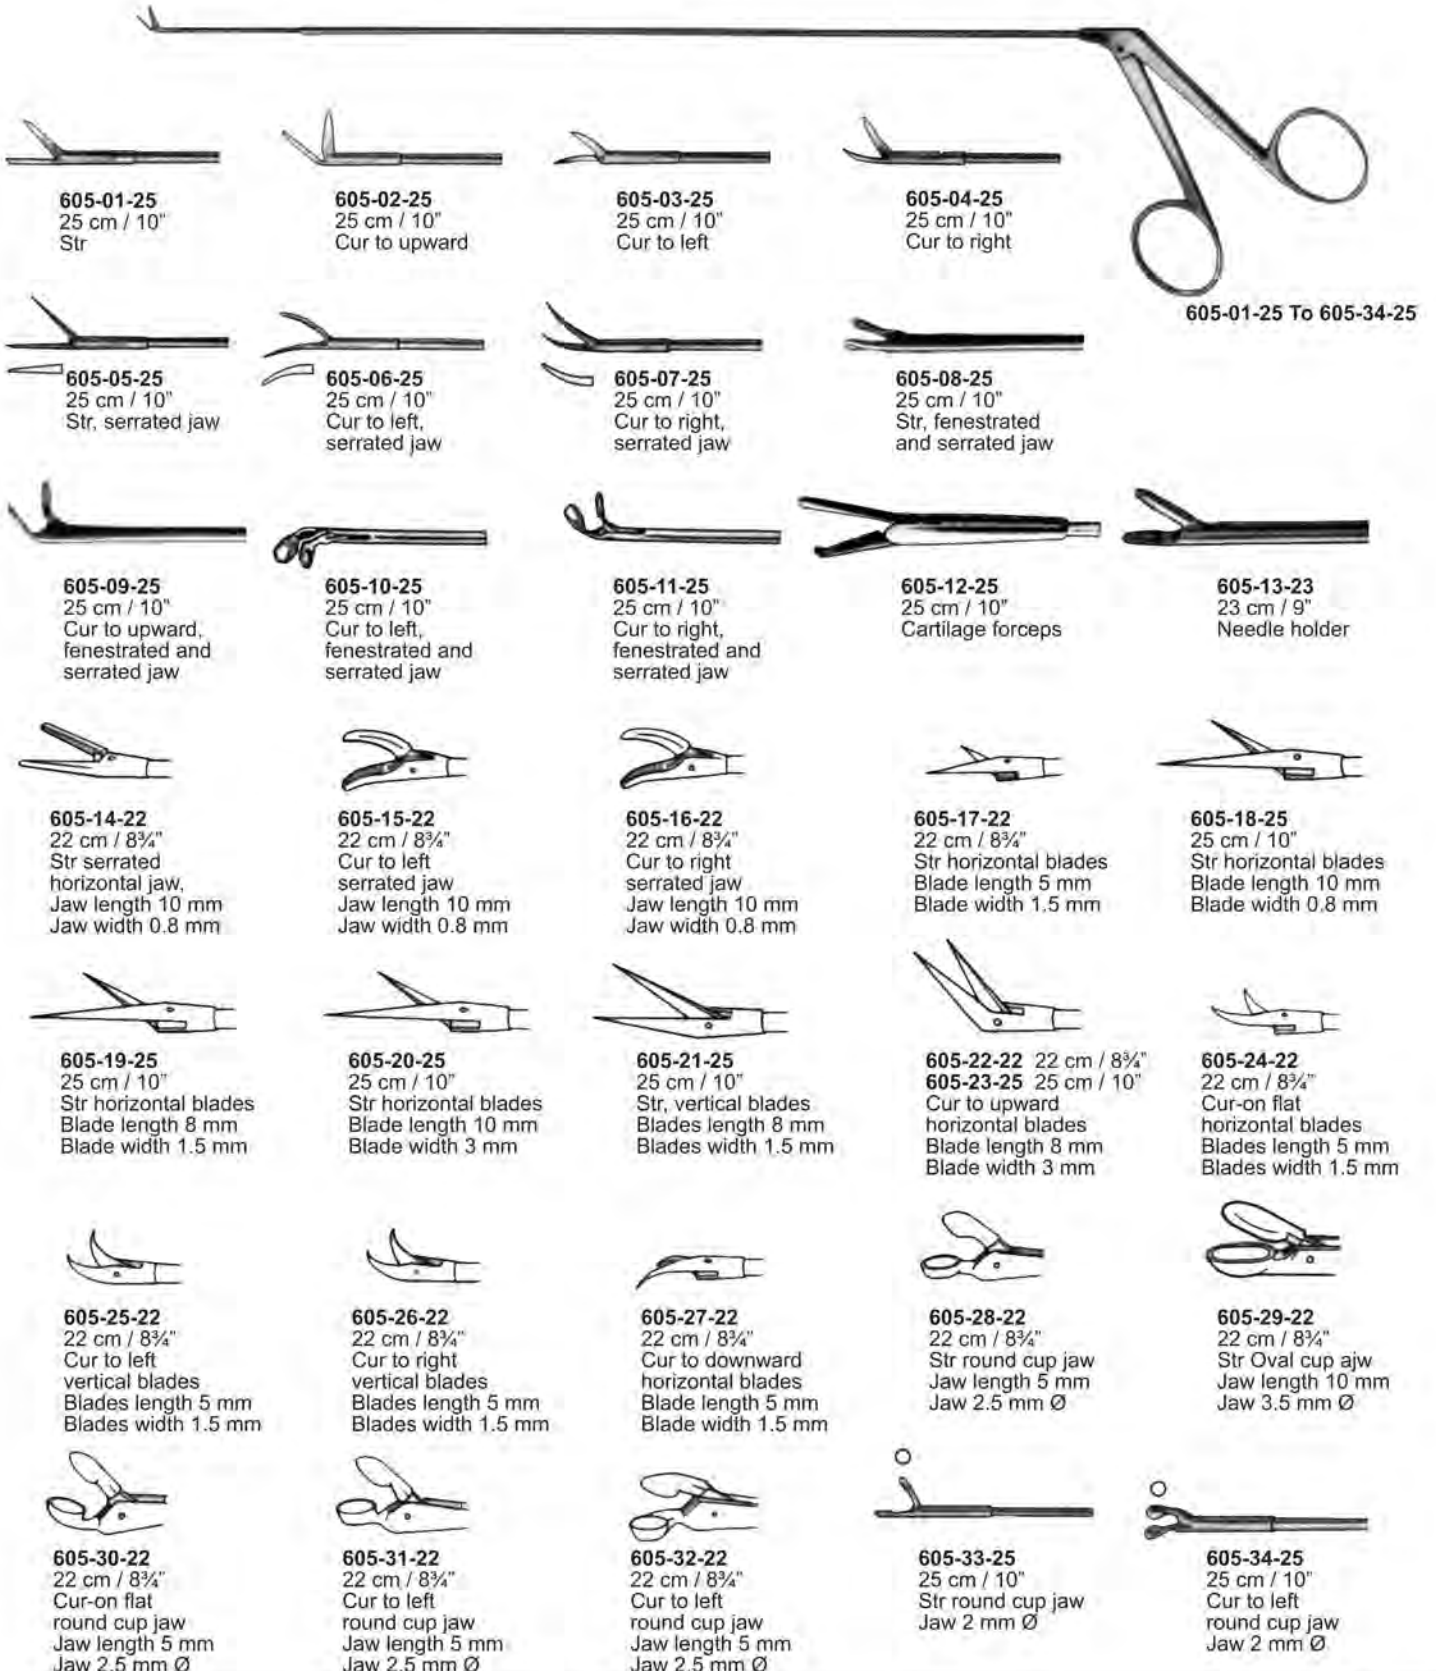 605-01-25
25 cm / 10"
Str
605-02-25
25 cm / 10"
Cur to upward
605-03-25
25 cm / 10"
Cur to left
605-04-25
25 cm / 10"
Cur to right
605-01-25 To 605-34-25
605-05-25
25 cm / 10"
Str, serrated jaw
605-06-25
25 cm / 10"
Cur to left,
serrated jaw
605-07-25
25 cm / 10"
Cur to right,
serrated jaw
605-08-25
25 cm / 10"
Str, fenestrated
and serrated jaw
605-09-25
25 cm / 10"
Cur to upward,
fenestrated and
serrated jaw
605-10-25
25 cm / 10"
Cur to left,
fenestrated and
serrated jaw
605-11-25
25 cm / 10"
Cur to right,
fenestrated and
serrated jaw
605-12-25
25 cm / 10"
Cartilage forceps
605-13-23
23 cm / 9"
Needle holder
605-14-22
22 cm / 8¾"
Str serrated
horizontal jaw,
Jaw length 10 mm
Jaw width 0.8 mm
605-15-22
22 cm / 8¾"
Cur to left
serrated jaw
Jaw length 10 mm
Jaw width 0.8 mm
605-16-22
22 cm / 8¾"
Cur to right
serrated jaw
Jaw length 10 mm
Jaw width 0.8 mm
605-17-22
22 cm / 8¾"
Str horizontal blades
Blade length 5 mm
Blade width 1.5 mm
605-18-25
25 cm / 10"
Str horizontal blades
Blade length 10 mm
Blade width 0.8 mm
605-19-25
25 cm / 10"
Str horizontal blades
Blade length 8 mm
Blade width 1.5 mm
605-20-25
25 cm / 10"
Str horizontal blades
Blade length 10 mm
Blade width 3 mm
605-21-25
25 cm / 10"
Str, vertical blades
Blades length 8 mm
Blades width 1.5 mm
605-22-22 22 cm / 8¾"
605-23-25 25 cm / 10"
Cur to upward
horizontal blades
Blade length 8 mm
Blade width 3 mm
605-24-22
22 cm / 8¾"
Cur-on flat
horizontal blades
Blades length 5 mm
Blades width 1.5 mm
605-25-22
22 cm / 8¾"
Cur to left
vertical blades
Blades length 5 mm
Blades width 1.5 mm
605-26-22
22 cm / 8¾"
Cur to right
vertical blades
Blades length 5 mm
Blades width 1.5 mm
605-27-22
22 cm / 8¾"
Cur to downward
horizontal blades
Blade length 5 mm
Blade width 1.5 mm
605-28-22
22 cm / 8¾"
Str round cup jaw
Jaw length 5 mm
Jaw 2.5 mm Ø
605-29-22
22 cm / 8¾"
Str Oval cup ajw
Jaw length 10 mm
Jaw 3.5 mm Ø
605-30-22
22 cm / 8¾"
Cur-on flat
round cup jaw
Jaw length 5 mm
Jaw 2.5 mm Ø
605-31-22
22 cm / 8¾"
Cur to left
round cup jaw
Jaw length 5 mm
Jaw 2.5 mm Ø
605-32-22
22 cm / 8¾"
Cur to left
round cup jaw
Jaw length 5 mm
Jaw 2.5 mm Ø
605-33-25
25 cm / 10"
Str round cup jaw
Jaw 2 mm Ø
605-34-25
25 cm / 10"
Cur to left
round cup jaw
Jaw 2 mm Ø